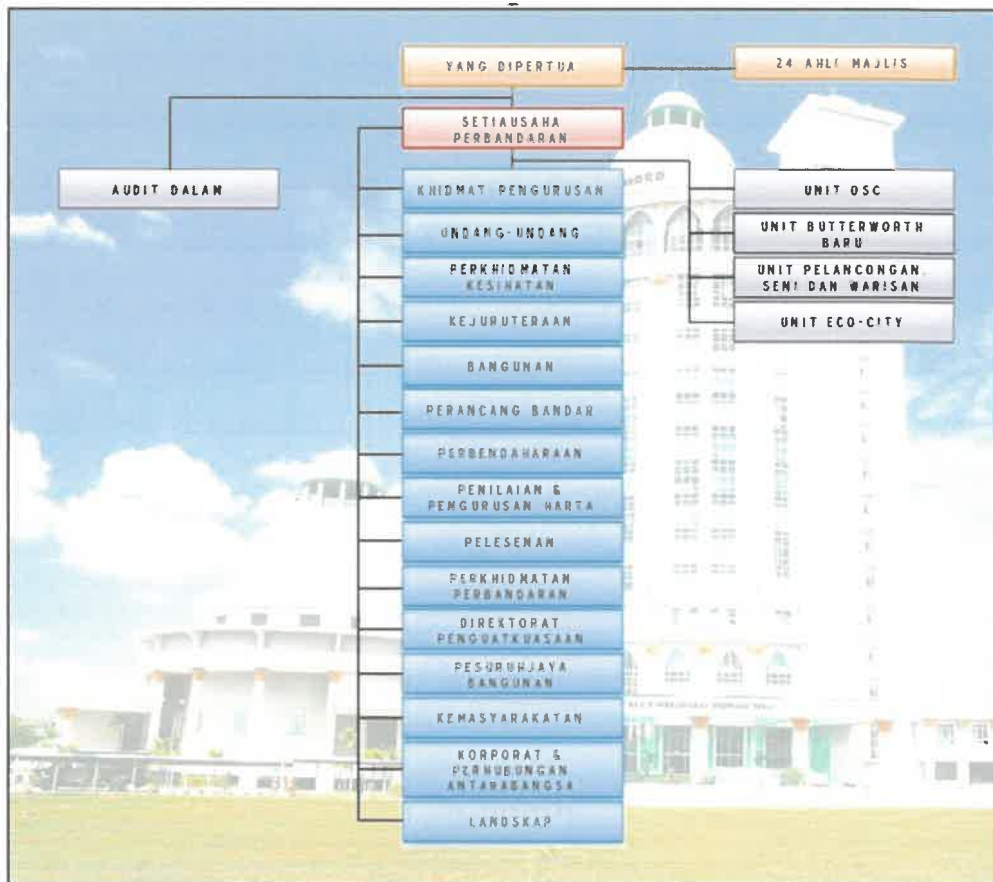 YANG DIPERTUA
24 AHLI MAJLIS
SETIAUSAHA
PERBANDARAN
AUDIT DALAM
KHIDMAT PENGURUSAN
UNDANG-UNDANG
PERKHIDMATAN
KESIHATAN
KEJURUTERAAN
BANGUNAN
PERANCANG BANDAR
PERBENDAHARAAN
PENILAIAN &
PENGURUSAN HARTA
PELESENAN
PERKHIDMATAN
PERBANDARAN
DIREKTORAT
PENGUATKUASAAN
PESURUHJAYA
BANGUNAN
KEMASYARAKATAN
KORPORAT &
PERHUBUNGAN
ANTARABANGSA
LANDSKAP
UNIT OSC
UNIT BUTTERWORTH
BARU
UNIT PELANCONGAN,
SENI DAN WARISAN
UNIT ECO-CITY